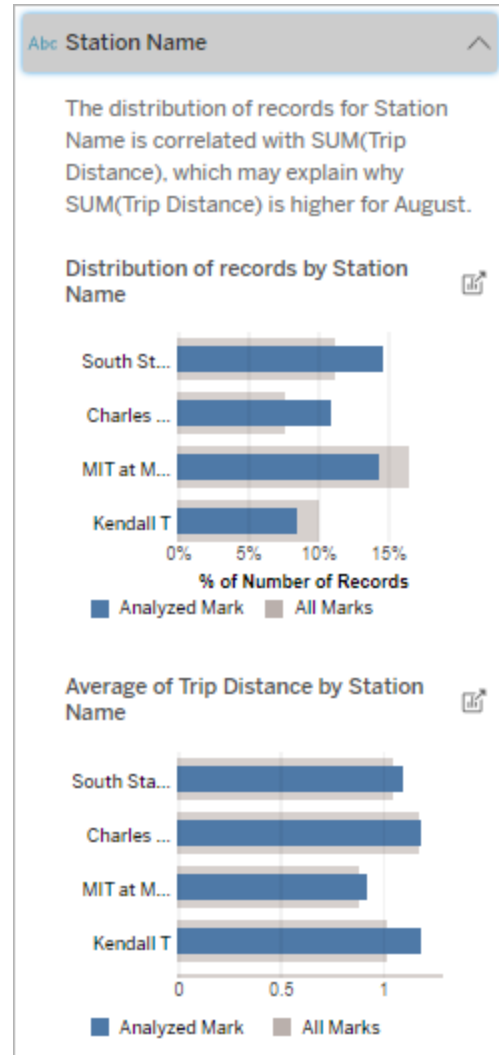 Abc Station Name
The distribution of records for Station
Name is correlated with SUM(Trip
Distance), which may explain why
SUM(Trip Distance) is higher for August.
Distribution of records by Station
Name
South St...
Charles ...
MIT at M...
Kendall T
0% 5% 10% 15%
% of Number of Records
Analyzed Mark All Marks
Average of Trip Distance by Station
Name
South Sta...
Charles ...
MIT at M...
Kendall T
0 0.5 1
Analyzed Mark All Marks